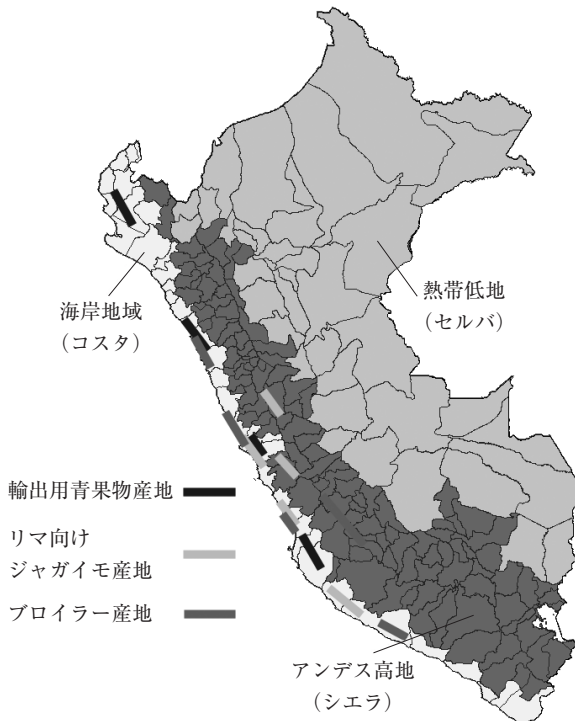 海岸地域
(コスタ)
熱帯低地
(セルバ)
輸出用青果物産地
リマ向け
ジャガイモ産地
ブロイラー産地
アンデス高地
(シエラ)